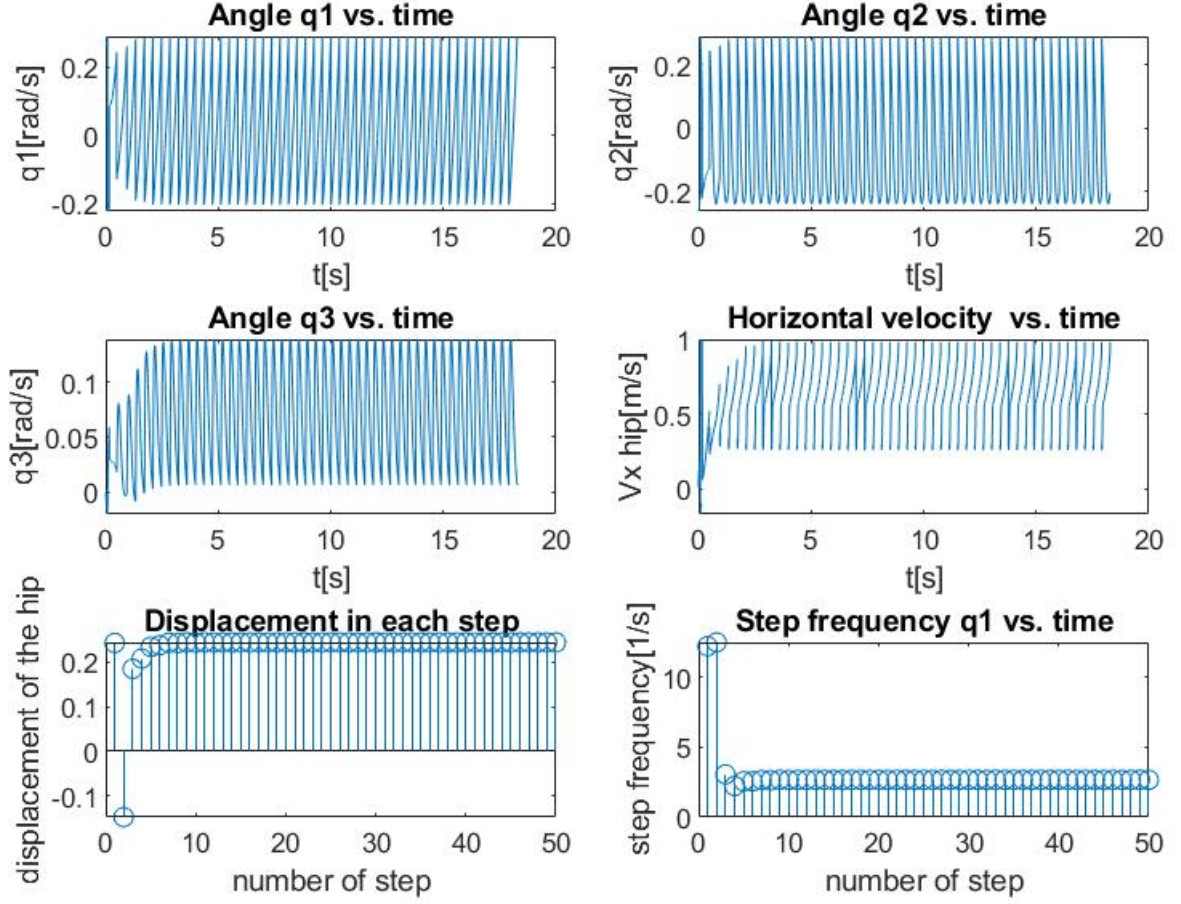 Angle q1 vs. time
q1[rad/s]
0.2
0
-0.2
0 5 10 15 20
t[s]
Angle q2 vs. time
q2[rad/s]
0.2
0
-0.2
0 5 10 15 20
t[s]
Angle q3 vs. time
q3[rad/s]
0.1
0.05
0
0 5 10 15 20
t[s]
Horizontal velocity  vs. time
Vx hip[m/s]
1
0.5
0
0 5 10 15 20
t[s]
Displacement in each step
displacement of the hip
0.2
0.1
0
-0.1
0 10 20 30 40 50
number of step
Step frequency q1 vs. time
step frequency[1/s]
10
5
0
0 10 20 30 40 50
number of step